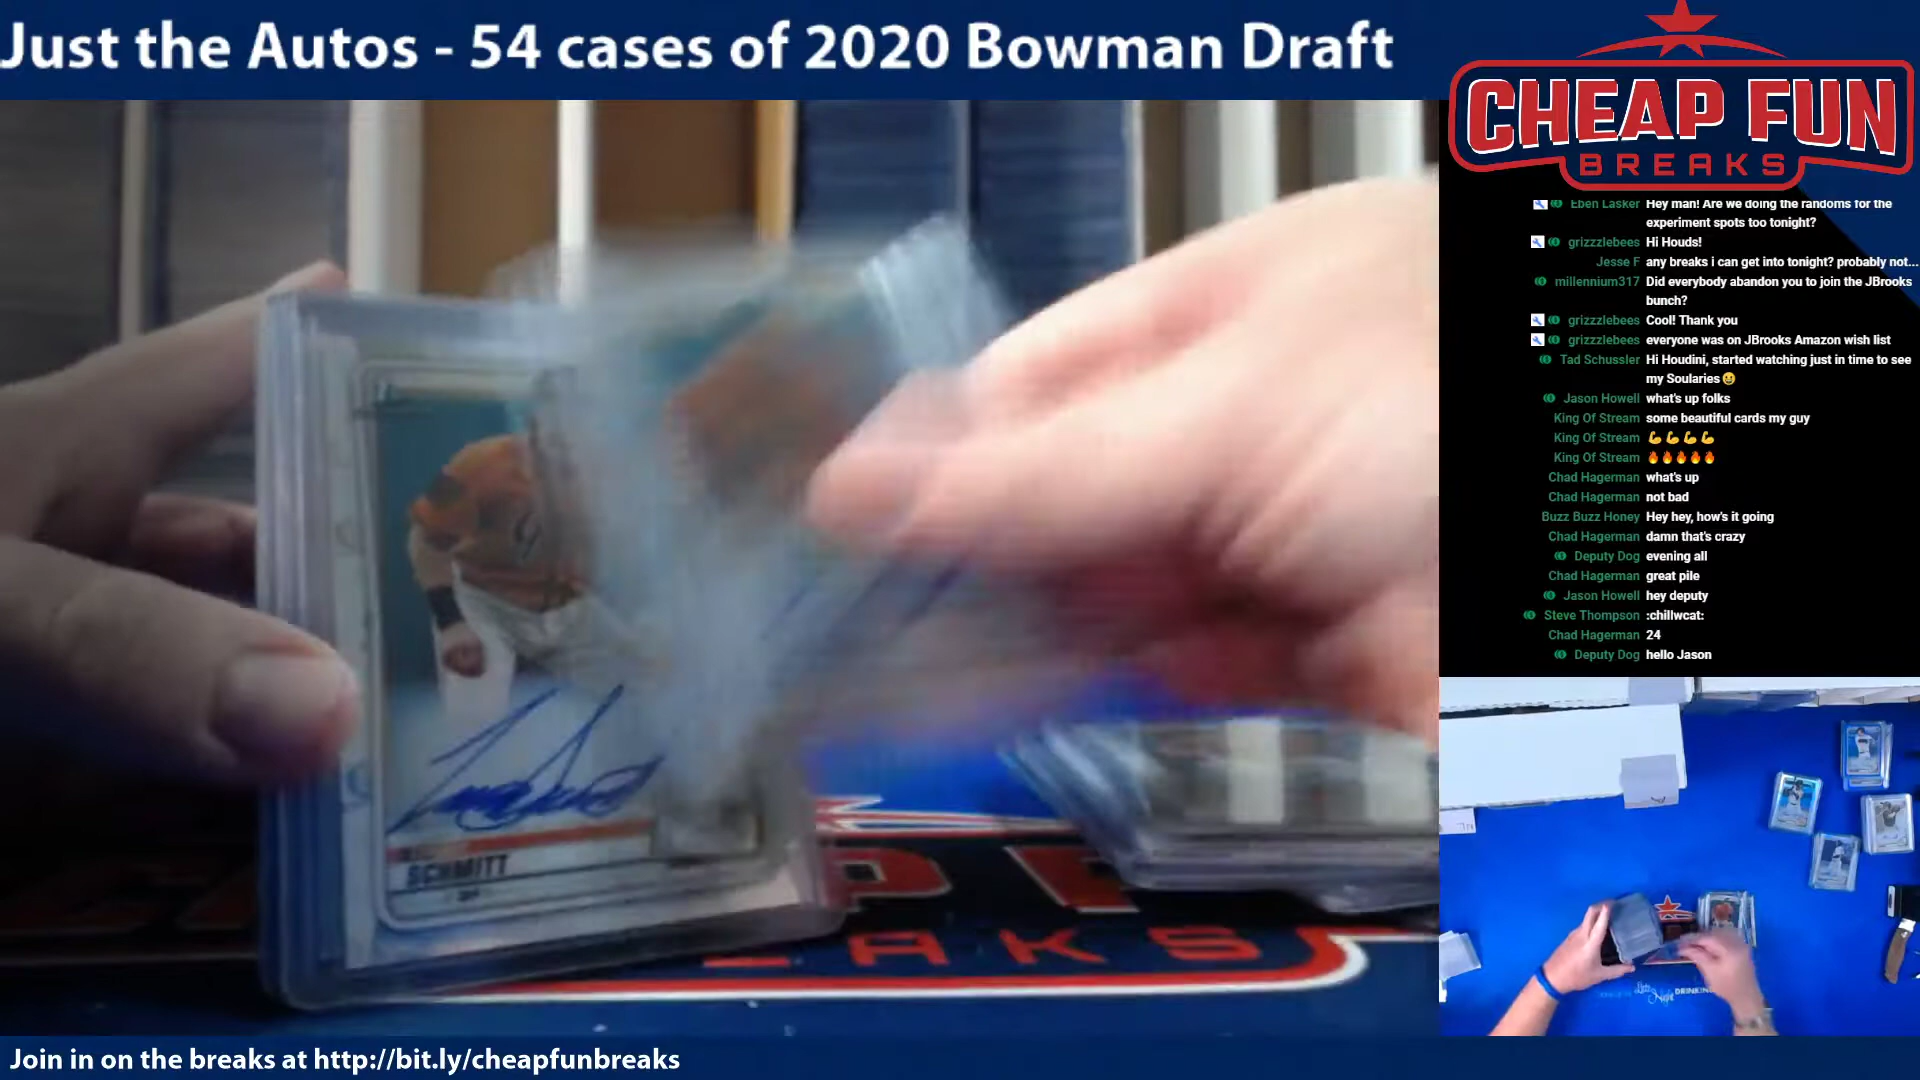 Just the Autos - 54 cases of 2020 Bowman Draft
CHEAP FUN
BREAKS
Eben Lasker Hey man! Are we doing the randoms for the
experiment spots too tonight?
grizzzlebees Hi Houds!
Jesse F any breaks i can get into tonight? probably not...
millennium317 Did everybody abandon you to join the JBrooks
bunch?
grizzzlebees Cool! Thank you
grizzzlebees everyone was on JBrooks Amazon wish list
Tad Schussler Hi Houdini, started watching just in time to see
my Soularies😆
Jason Howell what's up folks
King Of Stream some beautiful cards my guy
King Of Stream 💪💪💪💪
King Of Stream 🔥🔥🔥🔥🔥
Chad Hagerman what's up
Chad Hagerman not bad
Buzz Buzz Honey Hey hey, how's it going
Chad Hagerman damn that's crazy
Deputy Dog evening all
Chad Hagerman great pile
Jason Howell hey deputy
Steve Thompson :chillwcat:
Chad Hagerman 24
Deputy Dog hello Jason
SCHMITT
AKS
DRINKING
Join in on the breaks at http://bit.ly/cheapfunbreaks